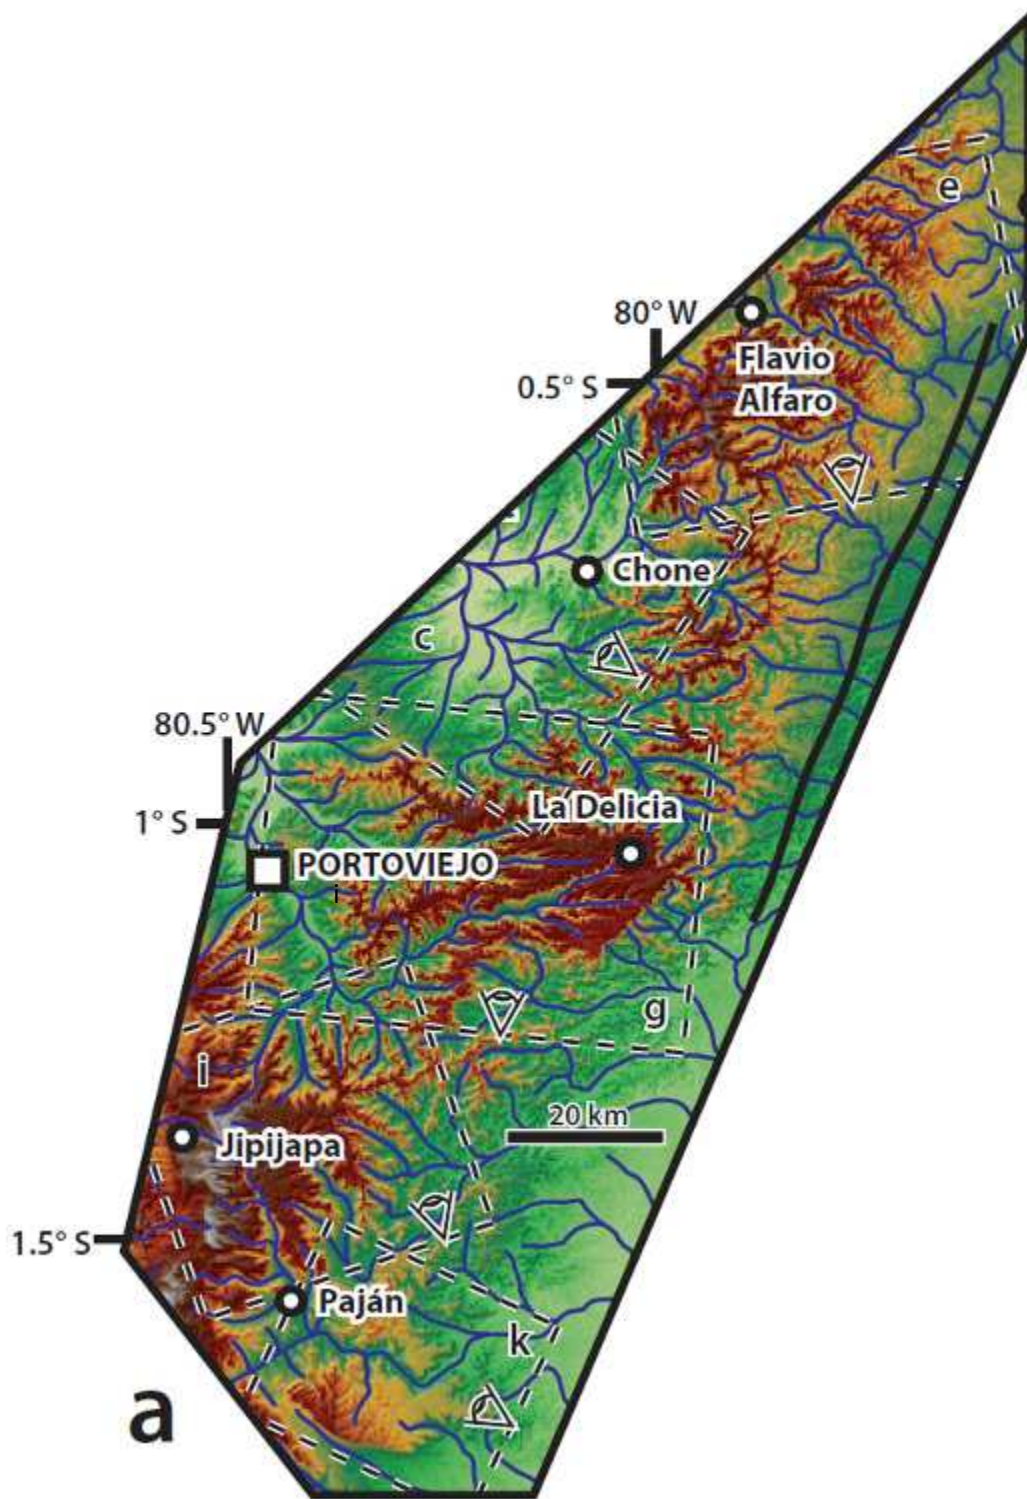 e
80° W
Flavio
Alfaro
0.5° S
Chone
c
80.5° W
La Delicia
1° S
PORTOVIEJO
g
i
20 km
Jipijapa
1.5° S
Paján
k
a